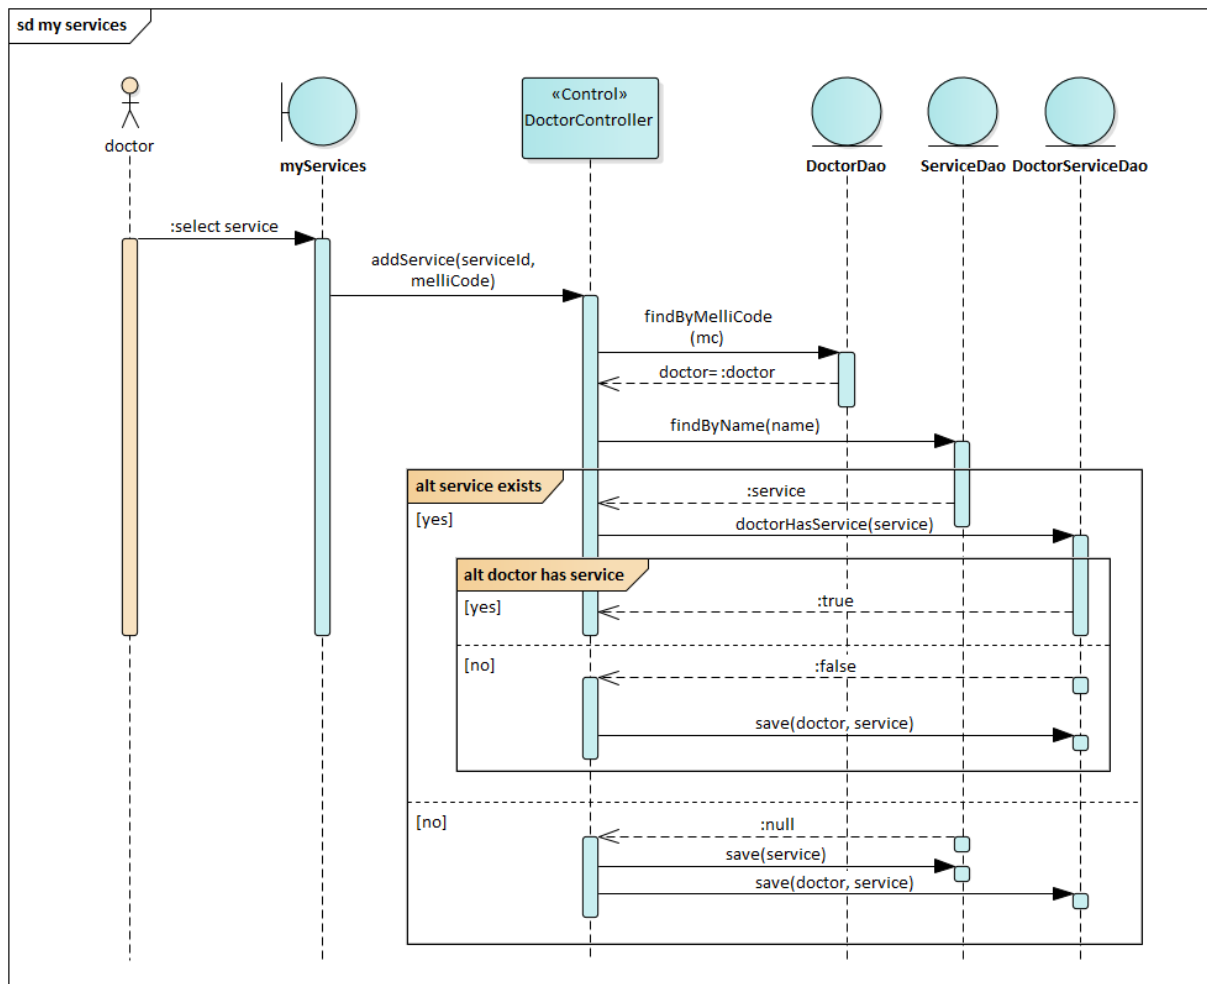 sd my services
«Control»
DoctorController
doctor
myServices
DoctorDao
ServiceDao
DoctorServiceDao
:select service
addService(serviceId,
melliCode)
findByMelliCode
(mc)
doctor= :doctor
findByName(name)
alt service exists
:service
[yes]
doctorHasService(service)
alt doctor has service
[yes]
:true
[no]
:false
save(doctor, service)
[no]
:null
save(service)
save(doctor, service)